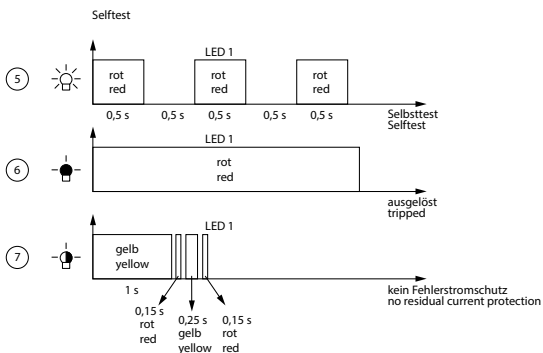 Selftest
LED 1
5
rot
red
rot
red
rot
red
0,5 s
0,5 s
0,5 s
0,5 s
0,5 s
Selbsttest
Selftest
LED 1
6
rot
red
ausgelöst
tripped
LED 1
7
gelb
yellow
1 s
kein Fehlerstromschutz
no residual current protection
0,15 s
rot
red
0,25 s
gelb
yellow
0,15 s
rot
red